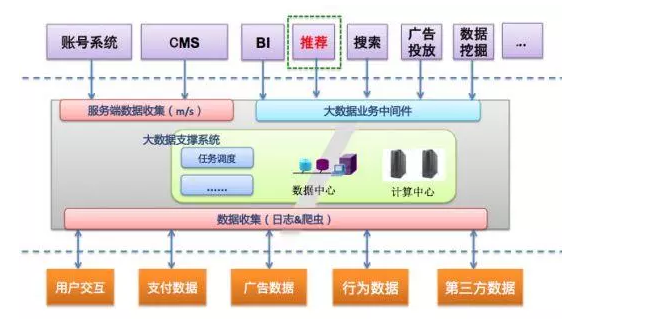 账号系统
CMS
BI
推荐
搜索
广告
投放
数据
挖掘
...
服务端数据收集（m/s）
大数据业务中间件
大数据支撑系统
任务调度
......
数据中心
计算中心
数据收集（日志&爬虫）
用户交互
支付数据
广告数据
行为数据
第三方数据